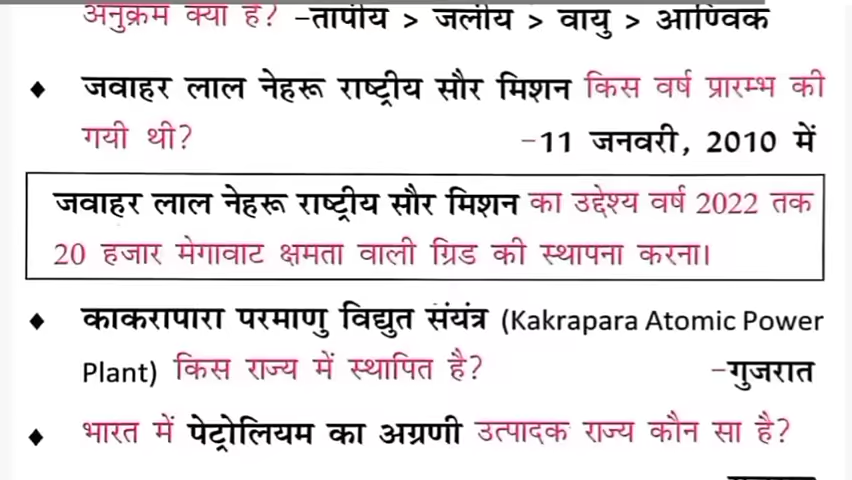 अनुक्रम क्या है? -तापीय > जलीय > वायु > आण्विक
♦ जवाहर लाल नेहरू राष्ट्रीय सौर मिशन किस वर्ष प्रारम्भ की
गयी थी? -11 जनवरी, 2010 में
जवाहर लाल नेहरू राष्ट्रीय सौर मिशन का उद्देश्य वर्ष 2022 तक
20 हजार मेगावाट क्षमता वाली ग्रिड की स्थापना करना।
♦ काकरापारा परमाणु विद्युत संयंत्र (Kakrapara Atomic Power
Plant) किस राज्य में स्थापित है? -गुजरात
♦ भारत में पेट्रोलियम का अग्रणी उत्पादक राज्य कौन सा है?